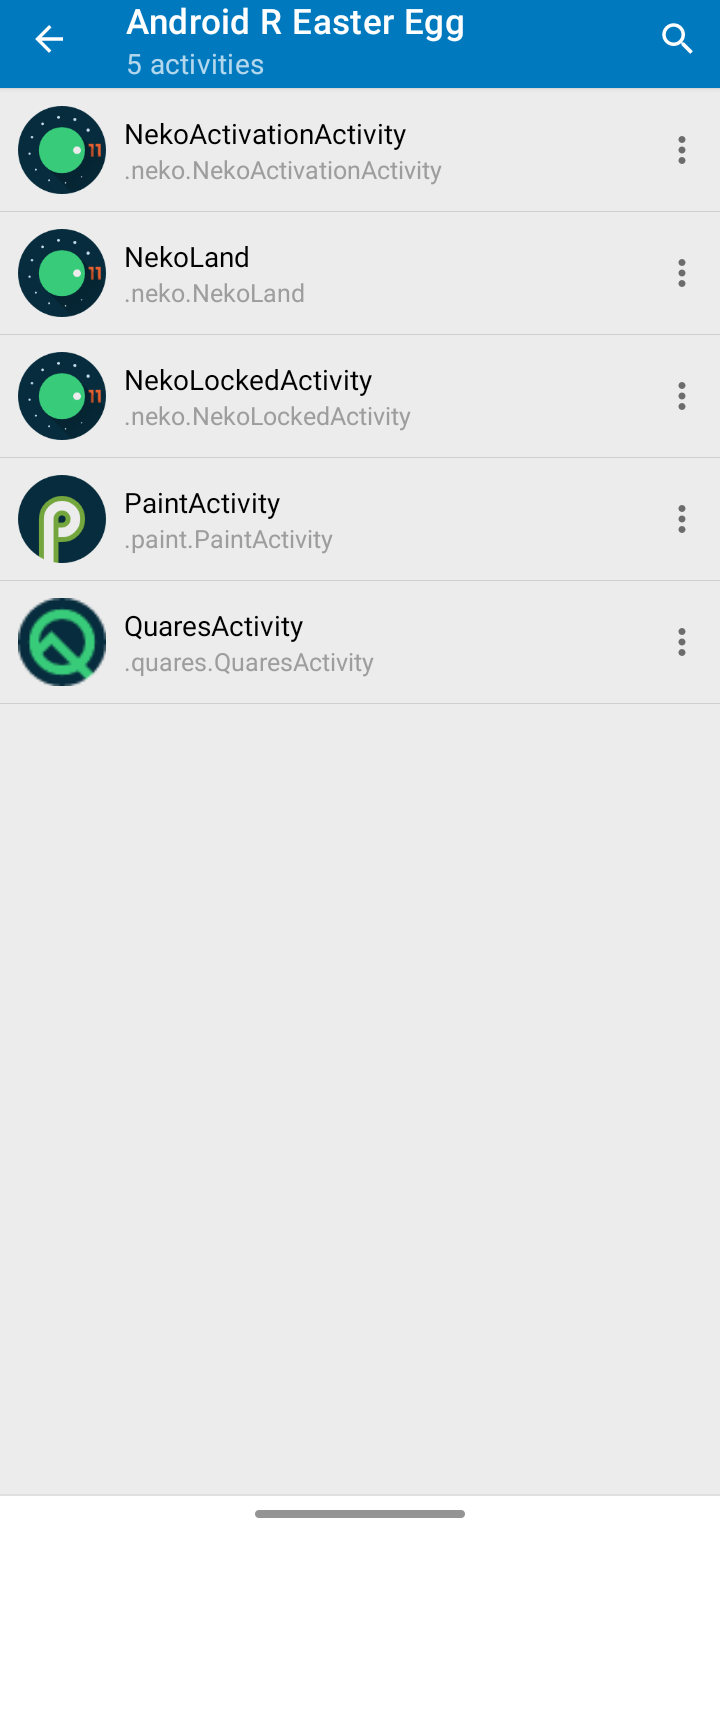 Android R Easter Egg
5 activities
11
NekoActivationActivity
.neko.NekoActivationActivity
11
NekoLand
.neko.NekoLand
11
NekoLockedActivity
.neko.NekoLockedActivity
PaintActivity
.paint.PaintActivity
QuaresActivity
.quares.QuaresActivity